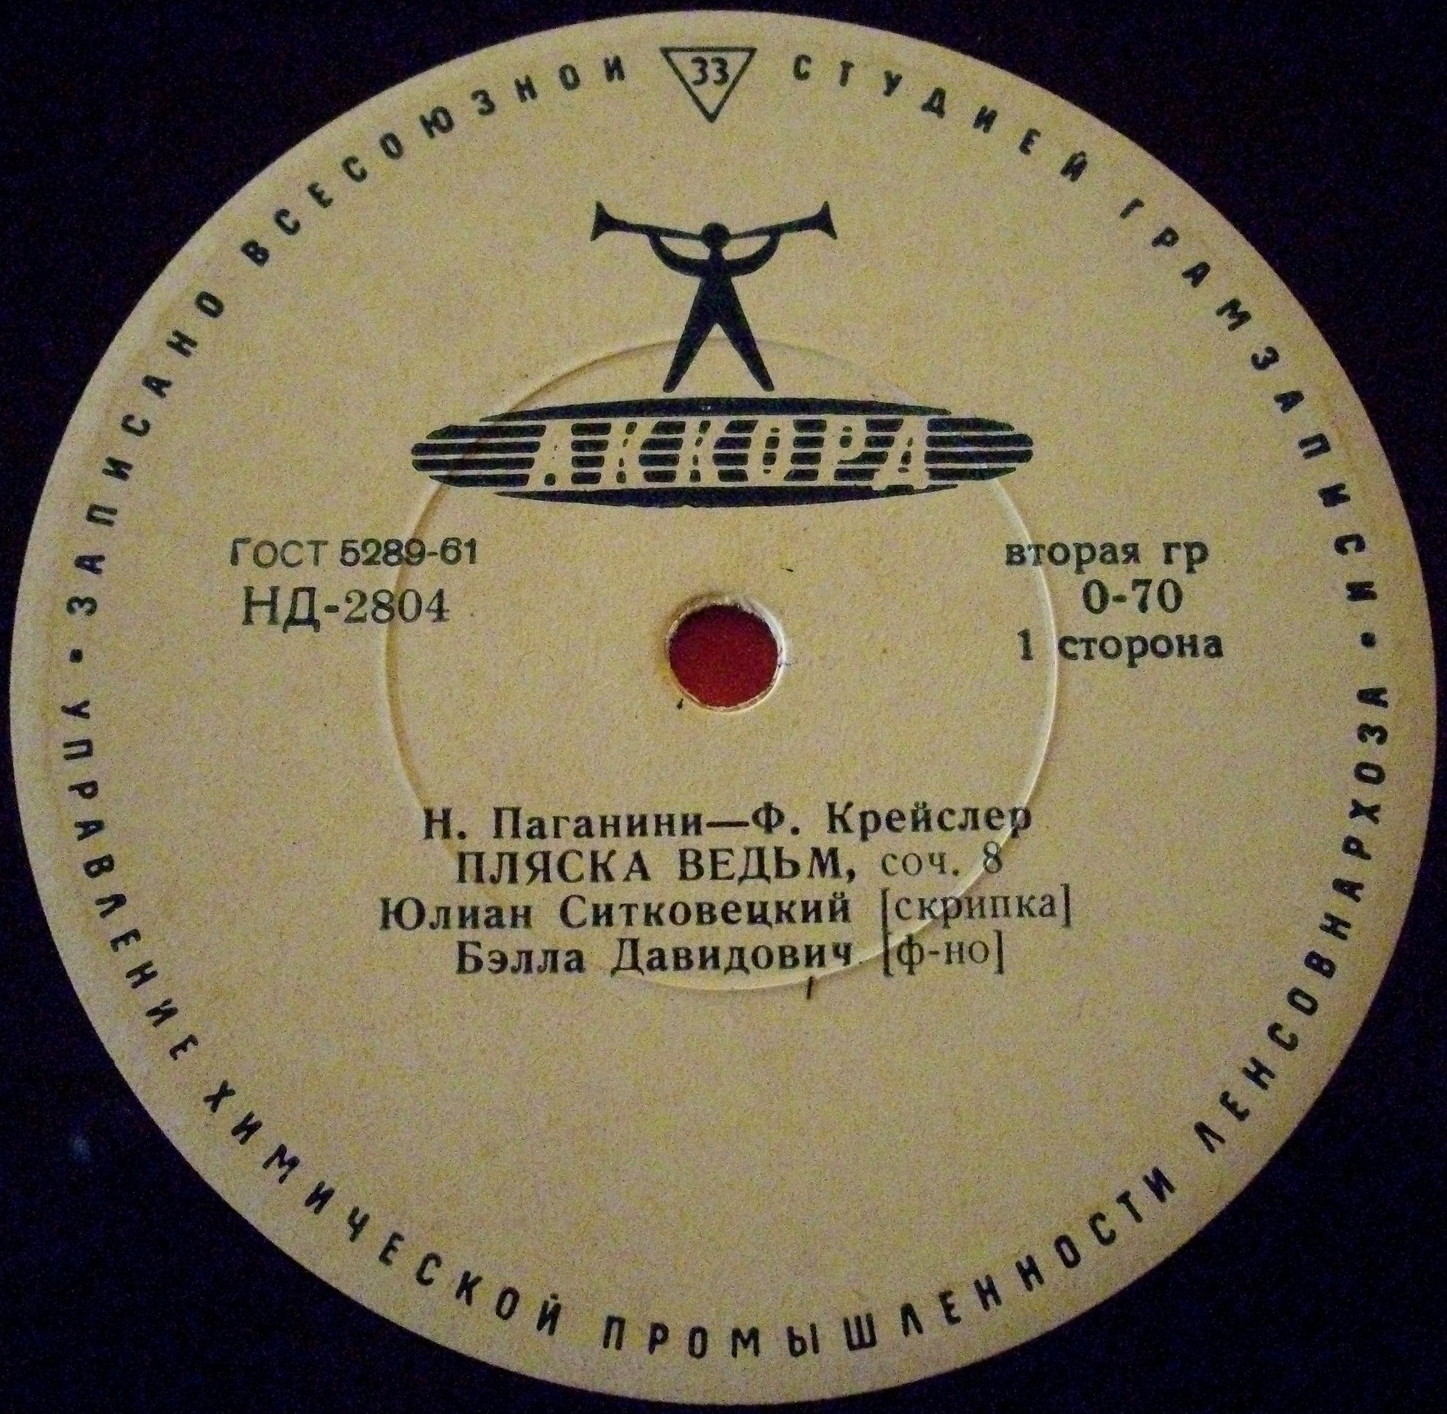 ЗАПИСАНО ВСЕСОЮЗНОЙ СТУДИЕЙ ГРАМЗАПИСИ •
33
АККОРД
ГОСТ 5289-61
НД-2804
вторая гр
0-70
1 сторона
Н. Паганини—Ф. Крейслер
ПЛЯСКА ВЕДЬМ, соч. 8
Юлиан Ситковецкий [скрипка]
Бэлла Давидович [ф-но]
УПРАВЛЕНИЕ ХИМИЧЕСКОЙ ПРОМЫШЛЕННОСТИ ЛЕНСОВНАРХОЗА •